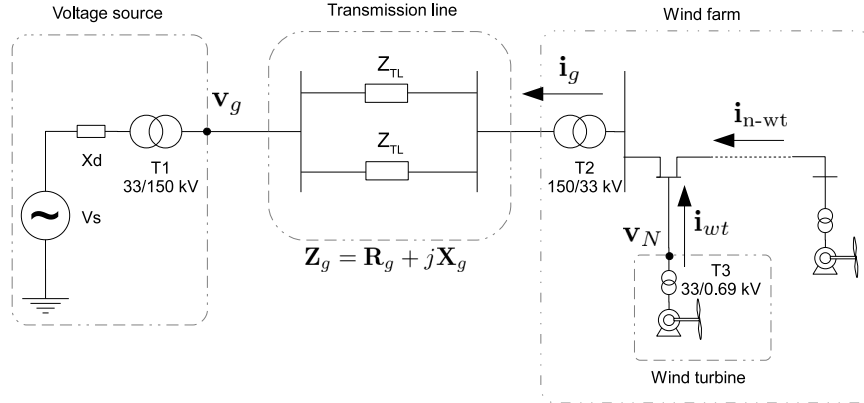 Voltage source
Transmission line
Wind farm
v_g
Z_TL
i_g
i_n-wt
Xd
T1
33/150 kV
Z_TL
T2
150/33 kV
Vs
v_N
i_wt
Z_g = R_g + jX_g
T3
33/0.69 kV
Wind turbine